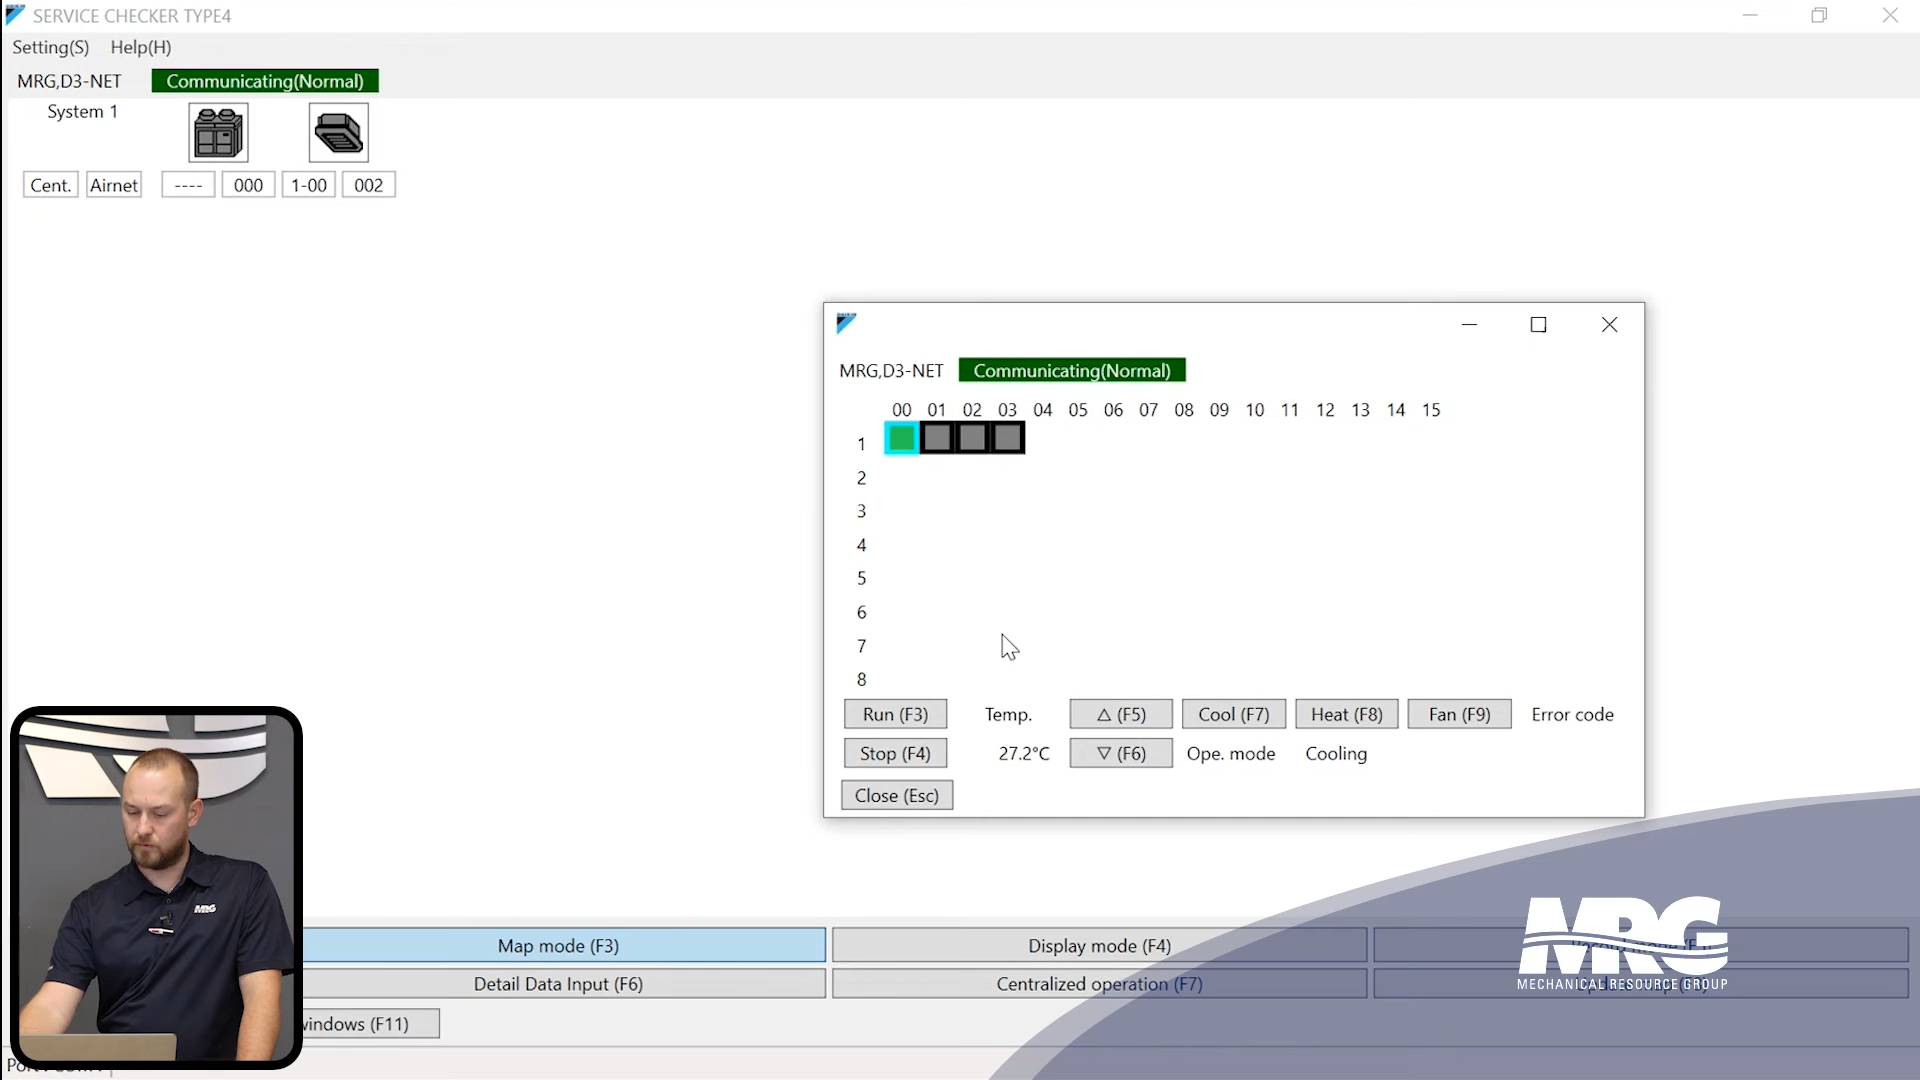 SERVICE CHECKER TYPE4
Setting(S) Help(H)
MRG,D3-NET Communicating(Normal)
System 1
Cent. Airnet ---- 000 1-00 002
MRG,D3-NET Communicating(Normal)
00 01 02 03 04 05 06 07 08 09 10 11 12 13 14 15
1
2
3
4
5
6
7
8
Run (F3) Temp. △ (F5) Cool (F7) Heat (F8) Fan (F9) Error code
Stop (F4) 27.2°C ▽ (F6) Ope. mode Cooling
Close (Esc)
MRG
Map mode (F3) Display mode (F4)
Detail Data Input (F6) Centralized operation (F7)
windows (F11)
MRG
MECHANICAL RESOURCE GROUP